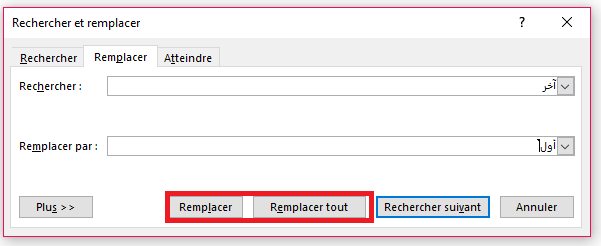 Rechercher et remplacer ? ×
Rechercher Remplacer Atteindre
Rechercher : آخر
Remplacer par : أول
Plus >> Remplacer Remplacer tout Rechercher suivant Annuler